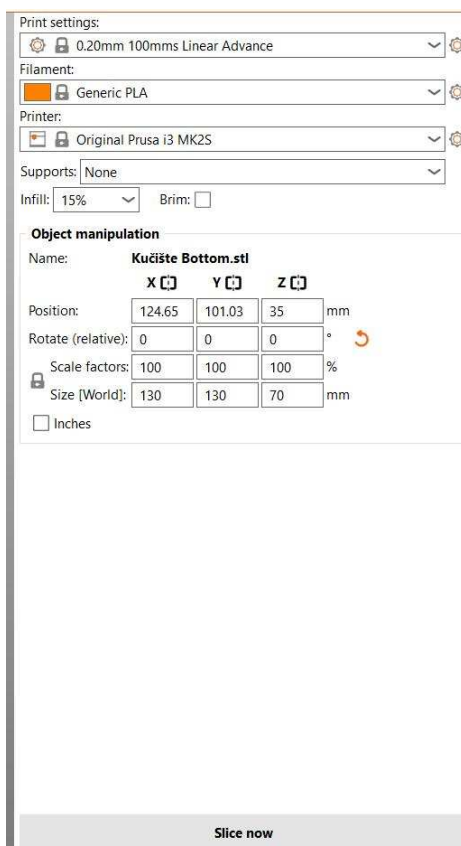 Print settings:
0.20mm 100mms Linear Advance
Filament:
Generic PLA
Printer:
Original Prusa i3 MK2S
Supports: None
Infill: 15% Brim:
Object manipulation
Name: Kučište Bottom.stl
X Y Z
Position: 124.65 101.03 35 mm
Rotate (relative): 0 0 0 °
Scale factors: 100 100 100 %
Size [World]: 130 130 70 mm
Inches
Slice now